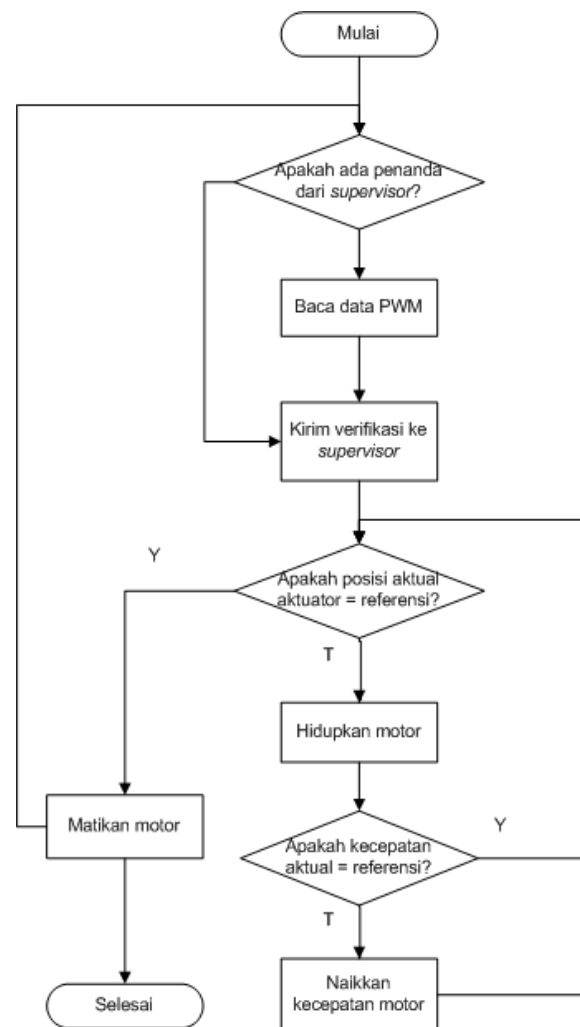 Mulai
Apakah ada penanda
dari supervisor?
Baca data PWM
Kirim verifikasi ke
supervisor
Y
Apakah posisi aktual
aktuator = referensi?
T
Hidupkan motor
Matikan motor
Apakah kecepatan
aktual = referensi?
Y
T
Selesai
Naikkan
kecepatan motor